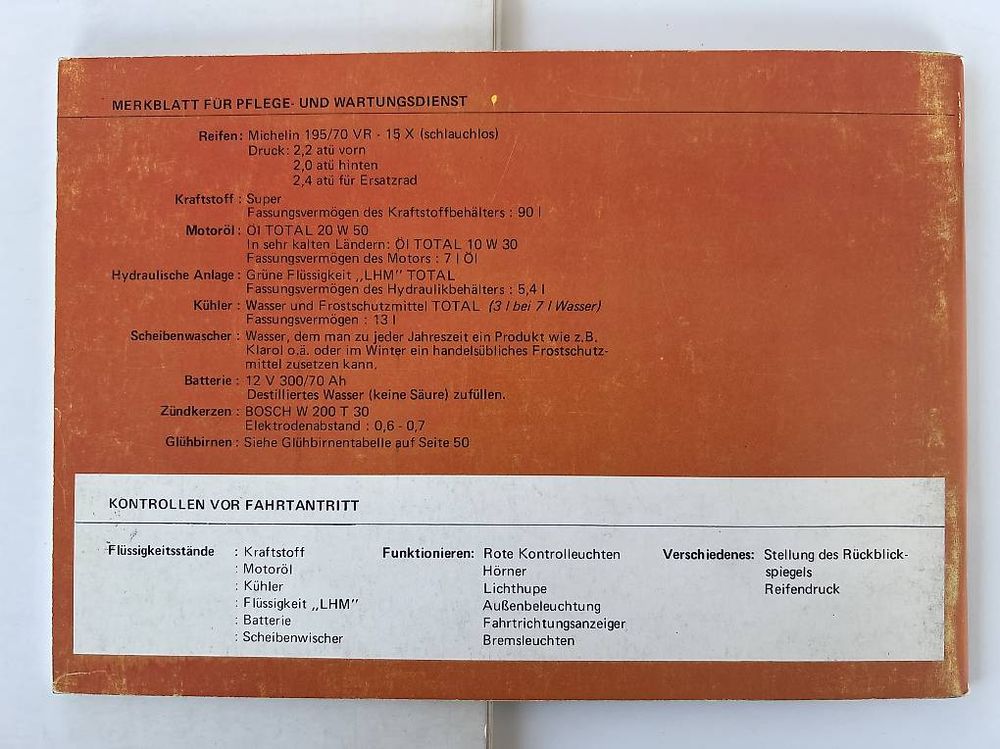 MERKBLATT FÜR PFLEGE- UND WARTUNGSDIENST
Reifen: Michelin 195/70 VR - 15 X (schlauchlos)
Druck: 2,2 atü vorn
2,0 atü hinten
2,4 atü für Ersatzrad
Kraftstoff : Super
Fassungsvermögen des Kraftstoffbehälters : 90 l
Motoröl : Öl TOTAL 20 W 50
In sehr kalten Ländern: Öl TOTAL 10 W 30
Fassungsvermögen des Motors : 7 l Öl
Hydraulische Anlage : Grüne Flüssigkeit „LHM" TOTAL
Fassungsvermögen des Hydraulikbehälters : 5,4 l
Kühler : Wasser und Frostschutzmittel TOTAL (3 l bei 7 l Wasser)
Fassungsvermögen : 13 l
Scheibenwascher : Wasser, dem man zu jeder Jahreszeit ein Produkt wie z.B.
Klarol o.ä. oder im Winter ein handelsübliches Frostschutz-
mittel zusetzen kann.
Batterie : 12 V 300/70 Ah
Destilliertes Wasser (keine Säure) zufüllen.
Zündkerzen : BOSCH W 200 T 30
Elektrodenabstand : 0,6 - 0,7
Glühbirnen : Siehe Glühbirnentabelle auf Seite 50
KONTROLLEN VOR FAHRTANTRITT
Flüssigkeitsstände : Kraftstoff
: Motoröl
: Kühler
: Flüssigkeit „LHM"
: Batterie
: Scheibenwischer
Funktionieren: Rote Kontrolleuchten
Hörner
Lichthupe
Außenbeleuchtung
Fahrtrichtungsanzeiger
Bremsleuchten
Verschiedenes: Stellung des Rückblick-
spiegels
Reifendruck